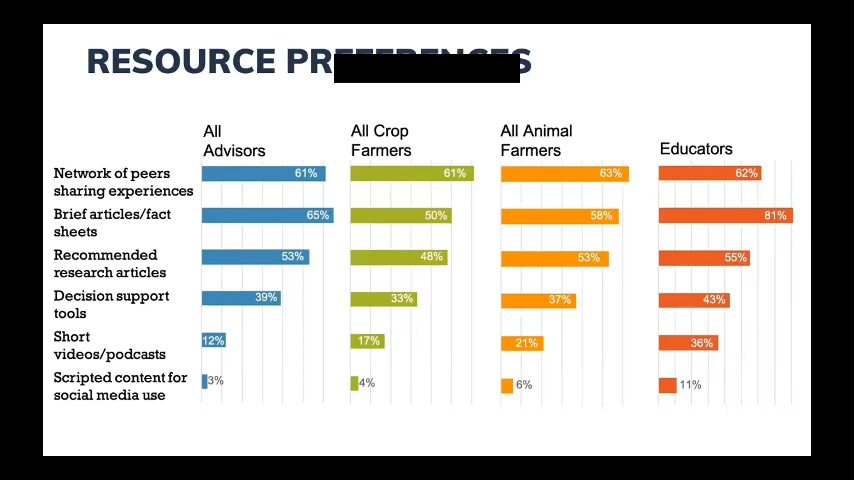 RESOURCE
All
Advisors
All Crop
Farmers
All Animal
Farmers
Educators
Network of peers
sharing experiences
61%
61%
63%
62%
Brief articles/fact
sheets
65%
50%
58%
81%
Recommended
research articles
53%
48%
53%
55%
Decision support
tools
39%
33%
37%
43%
Short
videos/podcasts
12%
17%
21%
36%
Scripted content for
social media use
3%
4%
6%
11%